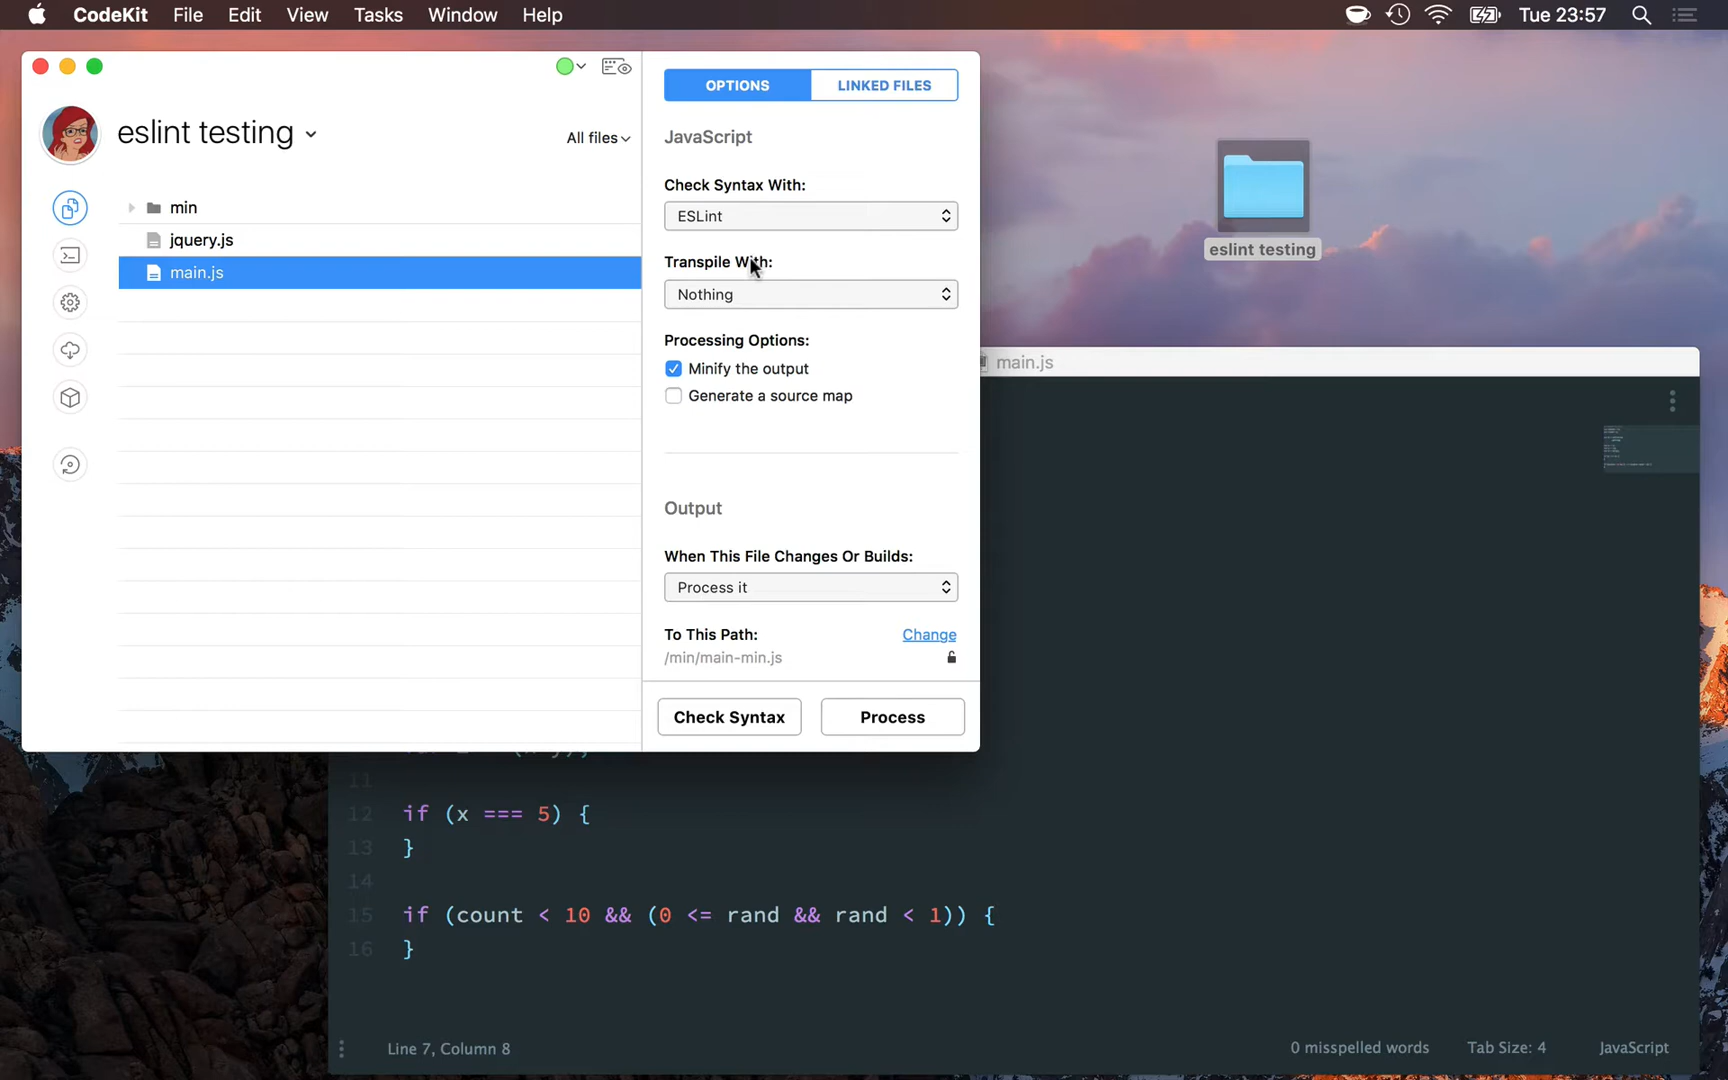 CodeKit File Edit View Tasks Window Help Tue 23:57
eslint testing
All files
min
jquery.js
main.js
OPTIONS LINKED FILES
JavaScript
Check Syntax With:
ESLint
Transpile With:
Nothing
Processing Options:
Minify the output
Generate a source map
Output
When This File Changes Or Builds:
Process it
To This Path: Change
/min/main-min.js
Check Syntax Process
eslint testing
main.js
11
12 if (x === 5) {
13 }
14
15 if (count < 10 && (0 <= rand && rand < 1)) {
16 }
Line 7, Column 8 0 misspelled words Tab Size: 4 JavaScript